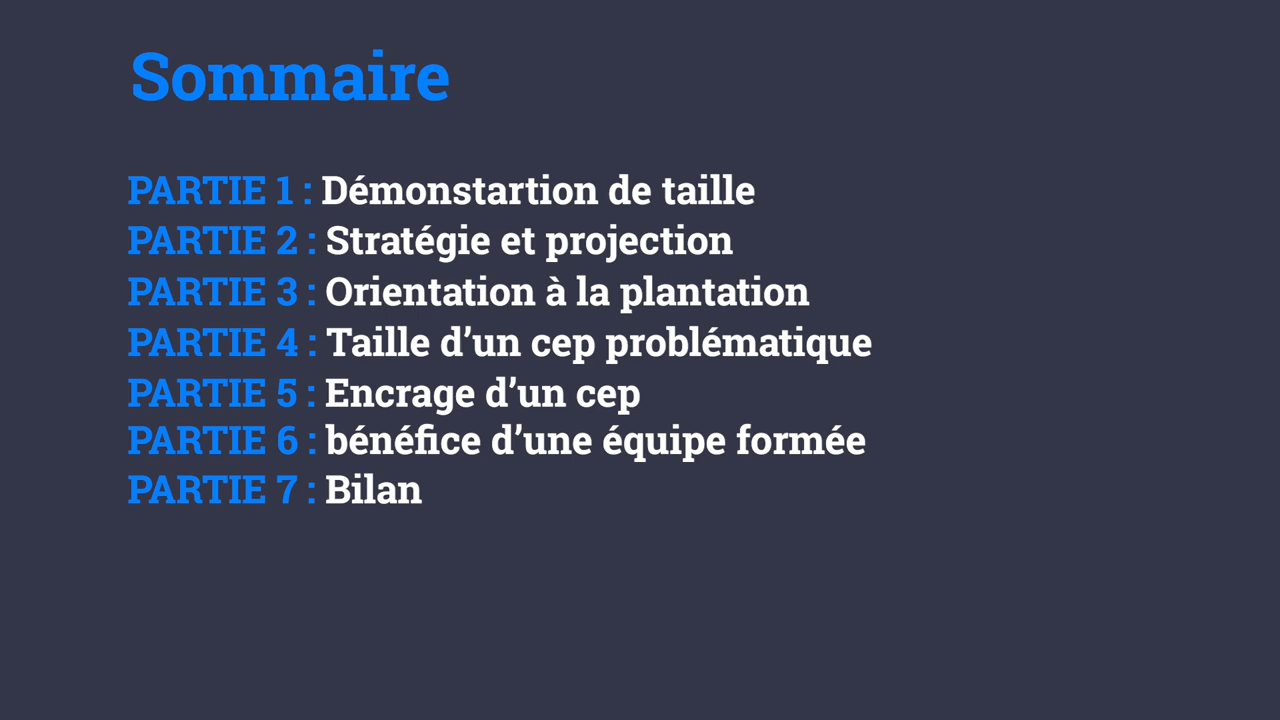 Sommaire
PARTIE 1 : Démonstartion de taille
PARTIE 2 : Stratégie et projection
PARTIE 3 : Orientation à la plantation
PARTIE 4 : Taille d’un cep problématique
PARTIE 5 : Encrage d’un cep
PARTIE 6 : bénéfice d’une équipe formée
PARTIE 7 : Bilan